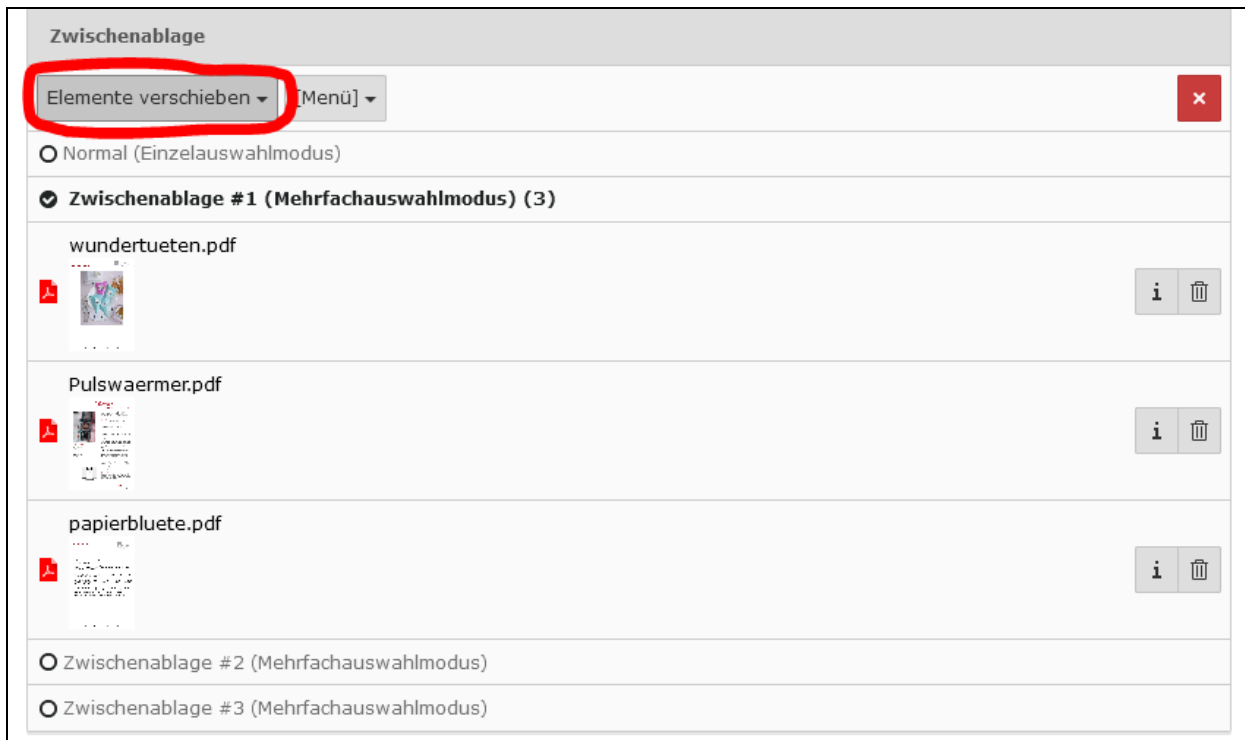 Zwischenablage
Elemente verschieben [Menü]
Normal (Einzelauswahlmodus)
Zwischenablage #1 (Mehrfachauswahlmodus) (3)
wundertueten.pdf
Pulswaermer.pdf
papierbluete.pdf
Zwischenablage #2 (Mehrfachauswahlmodus)
Zwischenablage #3 (Mehrfachauswahlmodus)